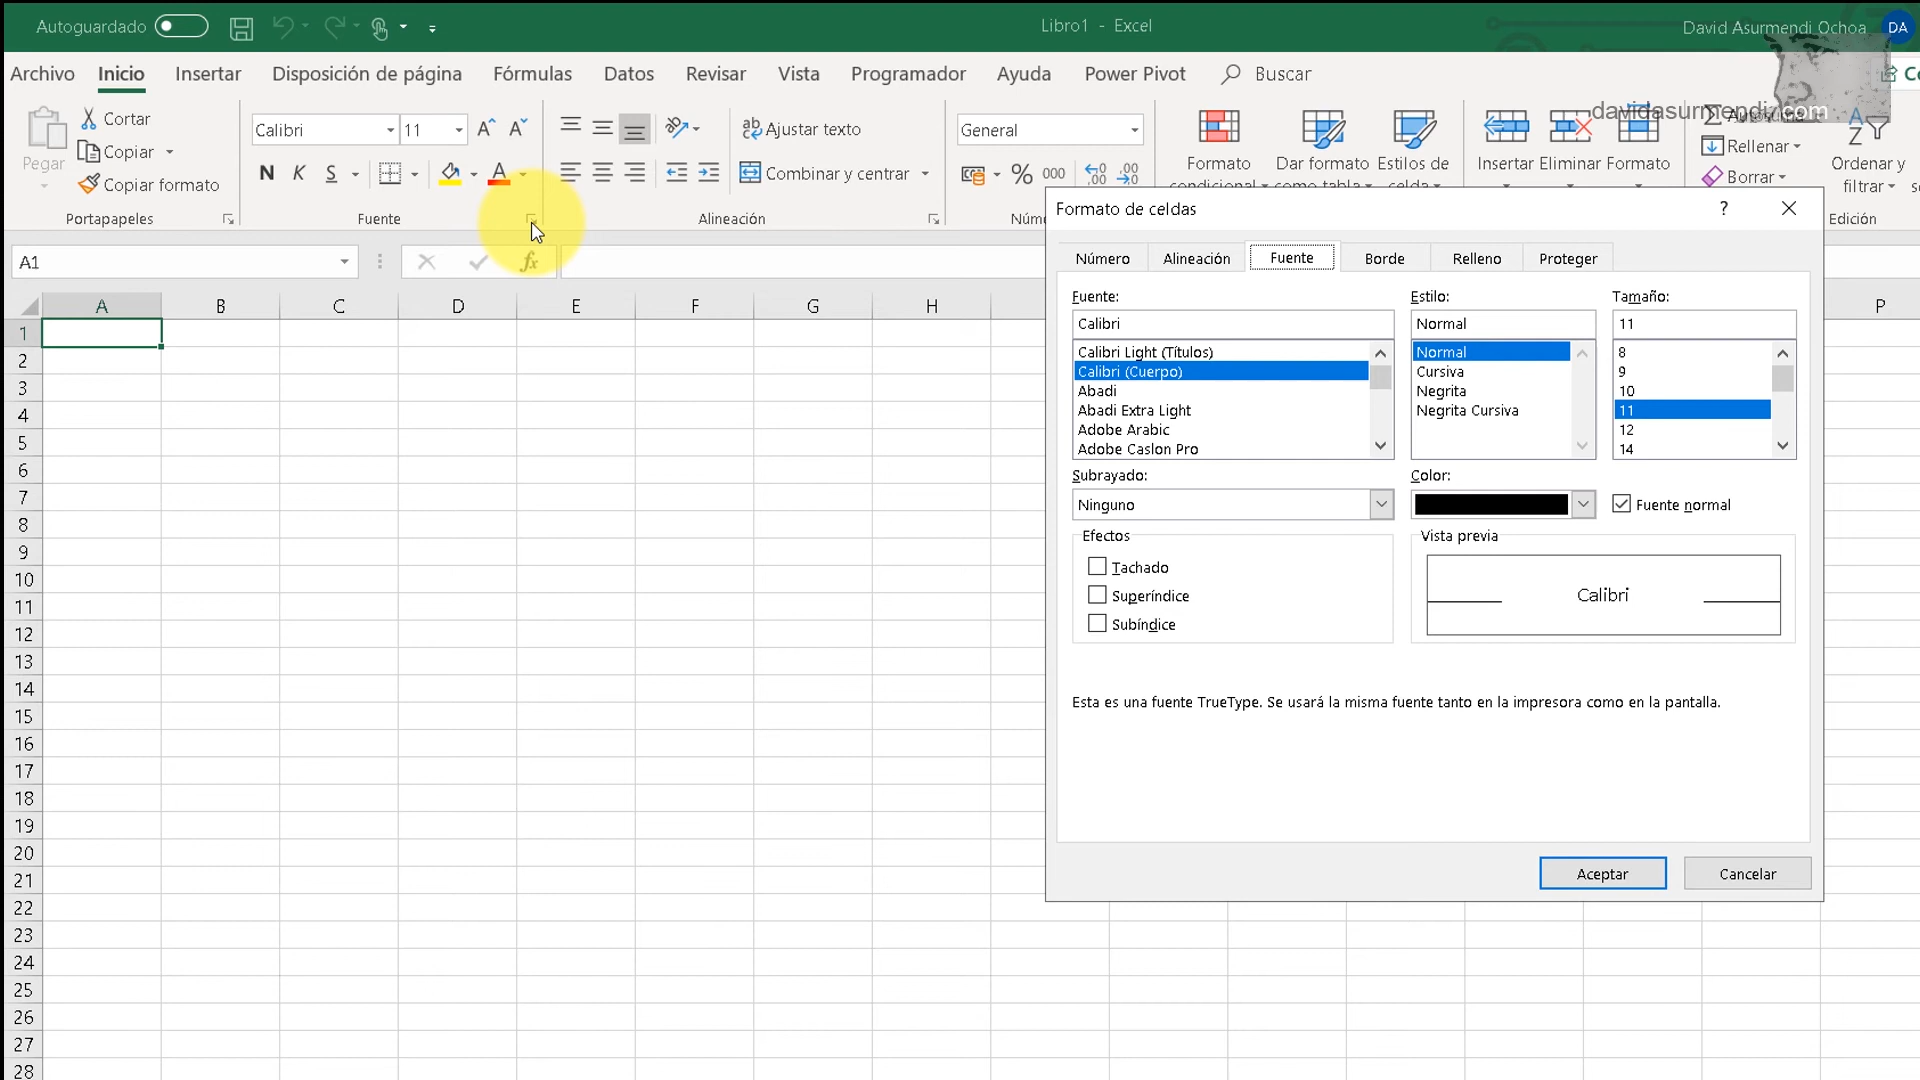 Autoguardado
Libro1 - Excel
David Asurmendi Ochoa DA
Archivo Inicio Insertar Disposición de página Fórmulas Datos Revisar Vista Programador Ayuda Power Pivot Buscar
davidasurmendi.com
Pegar
Cortar
Copiar
Copiar formato
Portapapeles
Calibri 11
N K S
Fuente
Ajustar texto
Combinar y centrar
Alineación
General
% 000
Formato
condicional
Dar formato
como tabla
Estilos de
celda
Insertar Eliminar Formato
Rellenar
Borrar
Ordenar y
filtrar
Edición
A1
fx
A B C D E F G H P
1
2
3
4
5
6
7
8
9
10
11
12
13
14
15
16
17
18
19
20
21
22
23
24
25
26
27
28
Formato de celdas ?
Número Alineación Fuente Borde Relleno Proteger
Fuente: Estilo: Tamaño:
Calibri Normal 11
Calibri Light (Títulos) Normal 8
Calibri (Cuerpo) Cursiva 9
Abadi Negrita 10
Abadi Extra Light Negrita Cursiva 11
Adobe Arabic 12
Adobe Caslon Pro 14
Subrayado: Color:
Ninguno Fuente normal
Efectos Vista previa
Tachado
Superíndice Calibri
Subíndice
Esta es una fuente TrueType. Se usará la misma fuente tanto en la impresora como en la pantalla.
Aceptar Cancelar